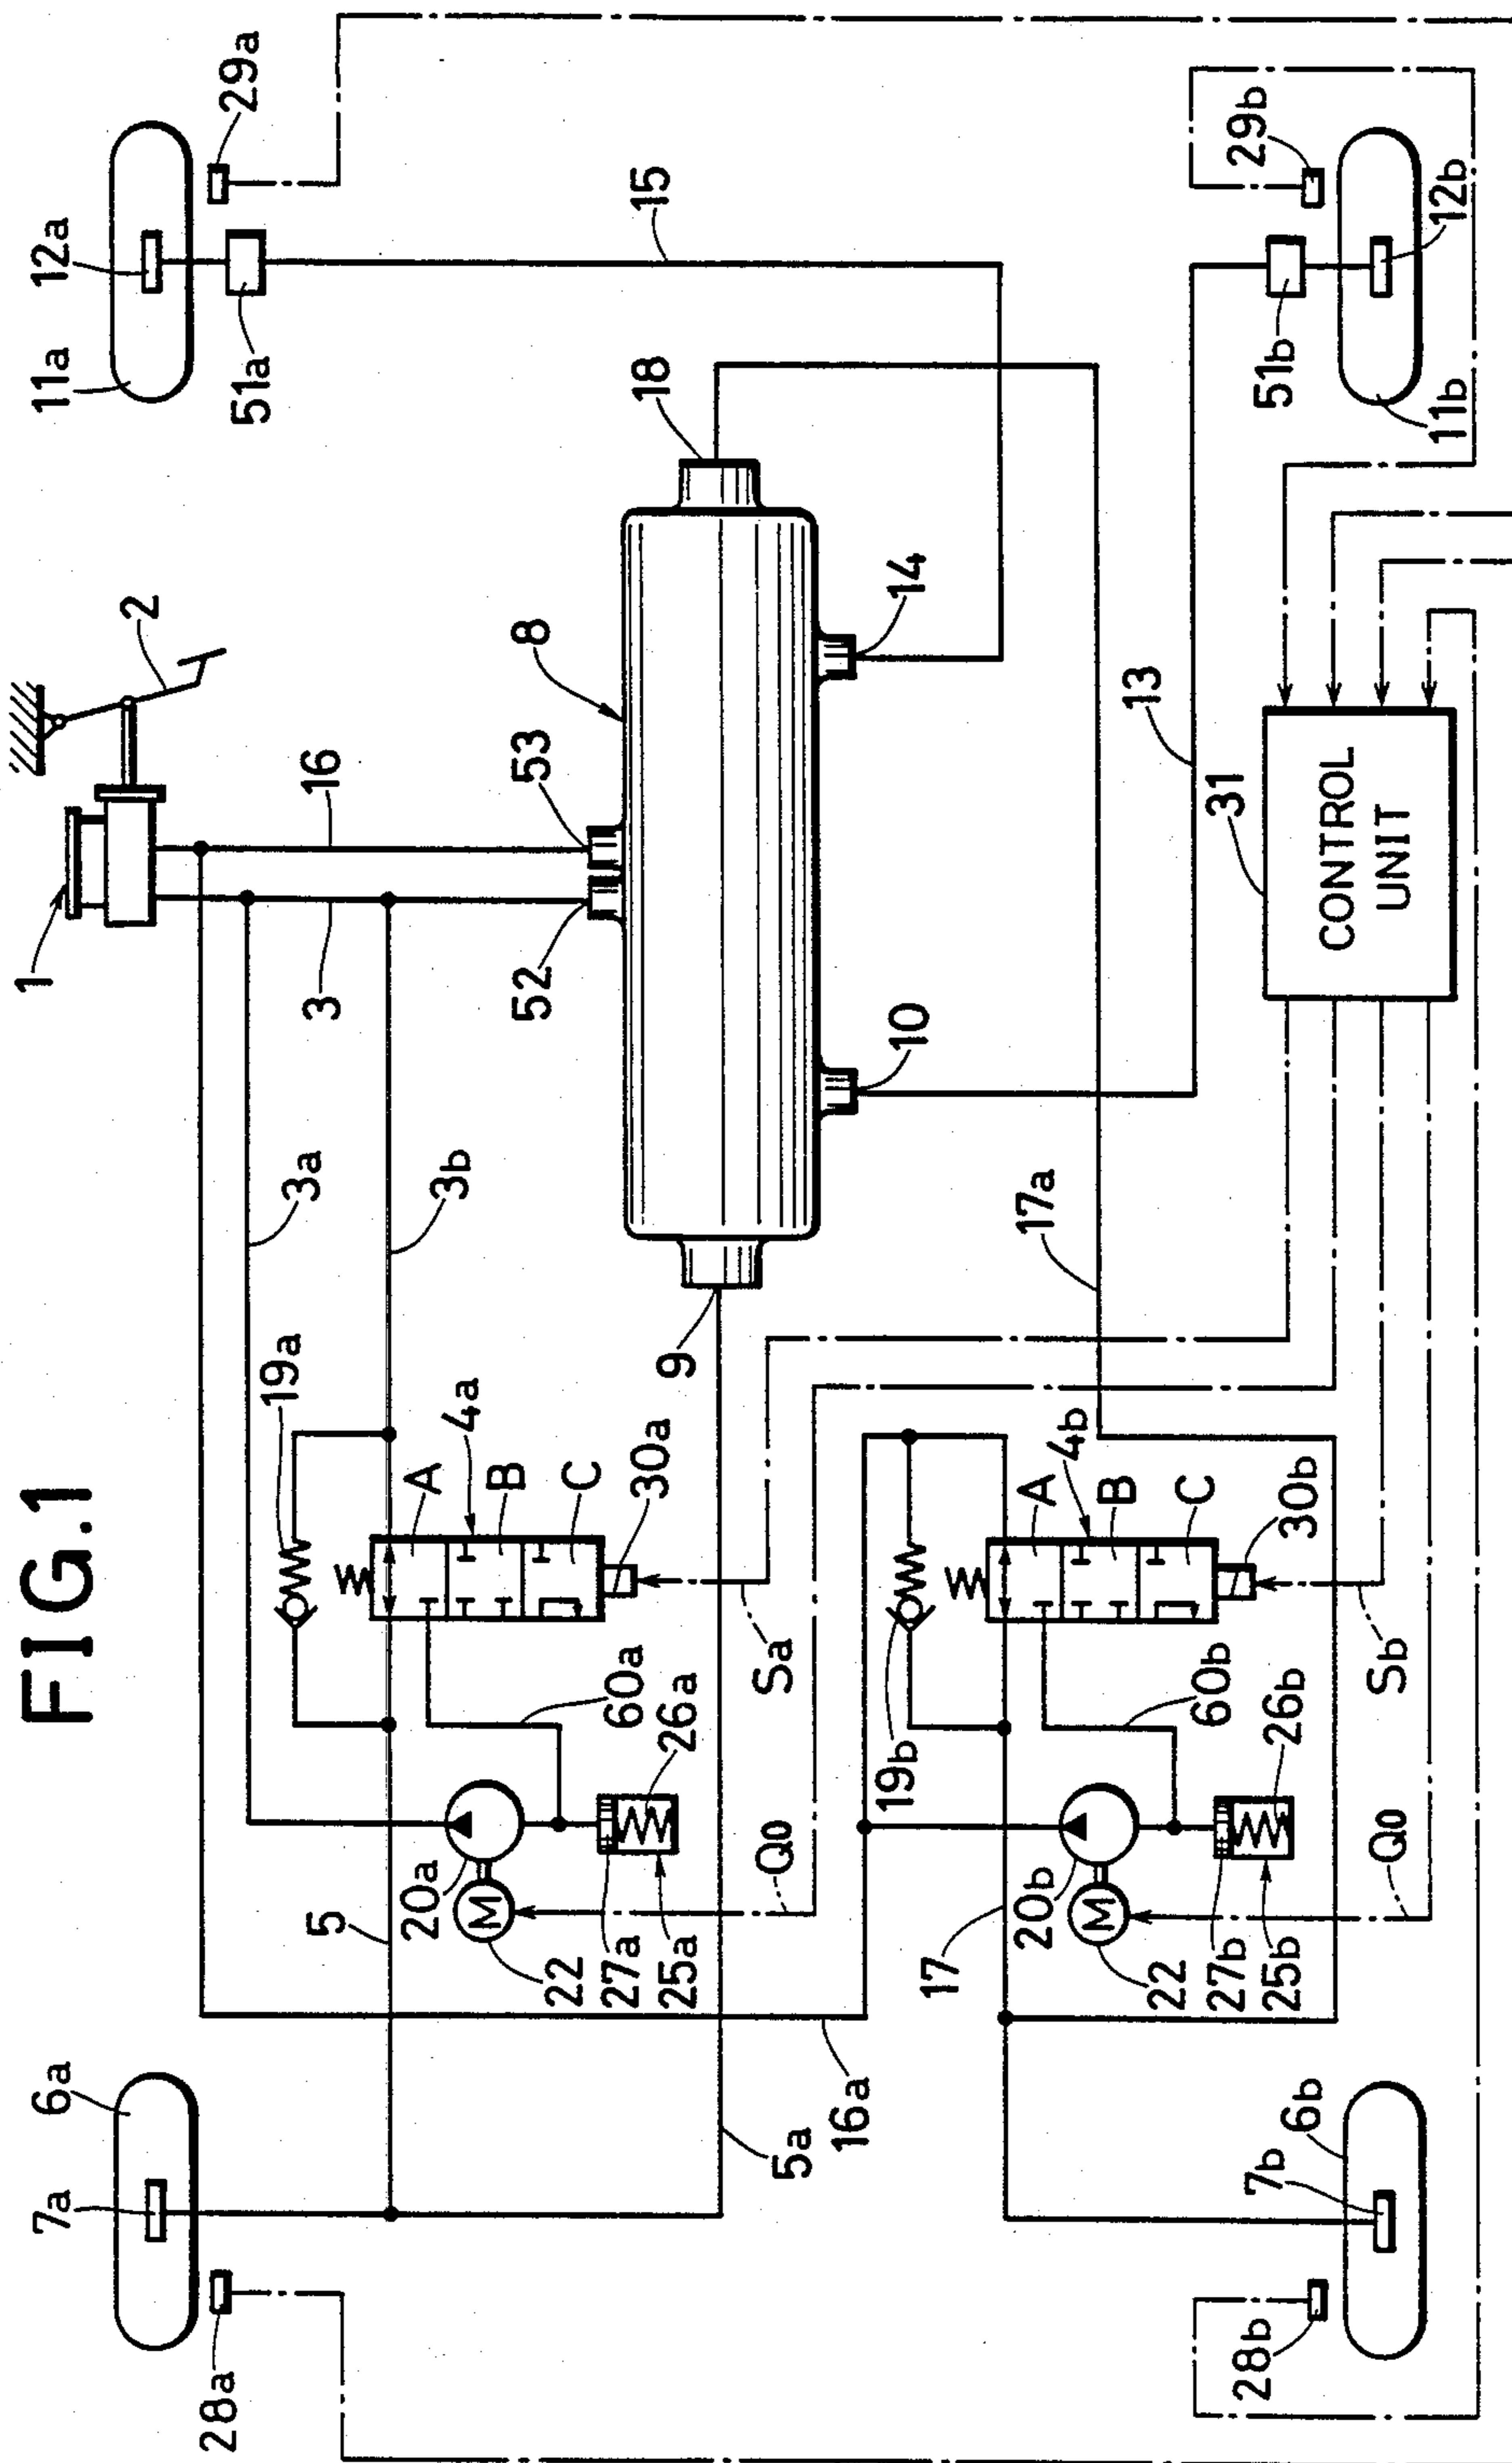 FIG.1
1
2
12a
29a
11a
51a
15
18
8
53
16
52
3
14
10
3a
3b
13
29b
12b
51b
11b
31
CONTROL
UNIT
17a
9
19a
A
4a
B
C
30a
Sa
60a
26a
20a
M
22
27a
25a
Q0
5
6a
7a
28a
5a
16a
A
4b
B
C
30b
Sb
19b
60b
26b
20b
M
22
27b
25b
Q0
17
6b
7b
28b